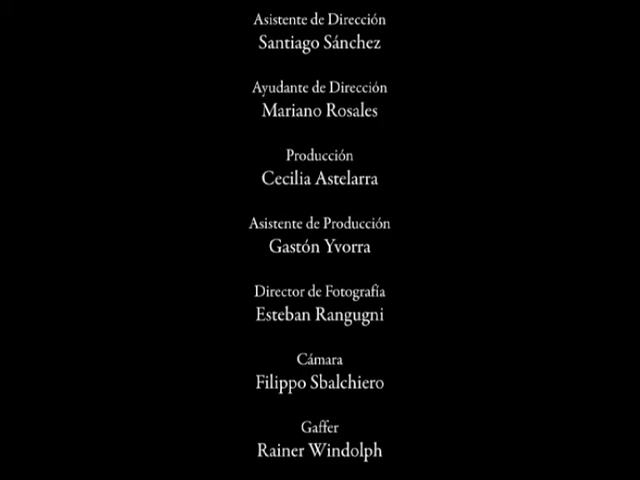 Asistente de Dirección
Santiago Sánchez
Ayudante de Dirección
Mariano Rosales
Producción
Cecilia Astelarra
Asistente de Producción
Gastón Yvorra
Director de Fotografía
Esteban Rangugni
Cámara
Filippo Sbalchiero
Gaffer
Rainer Windolph